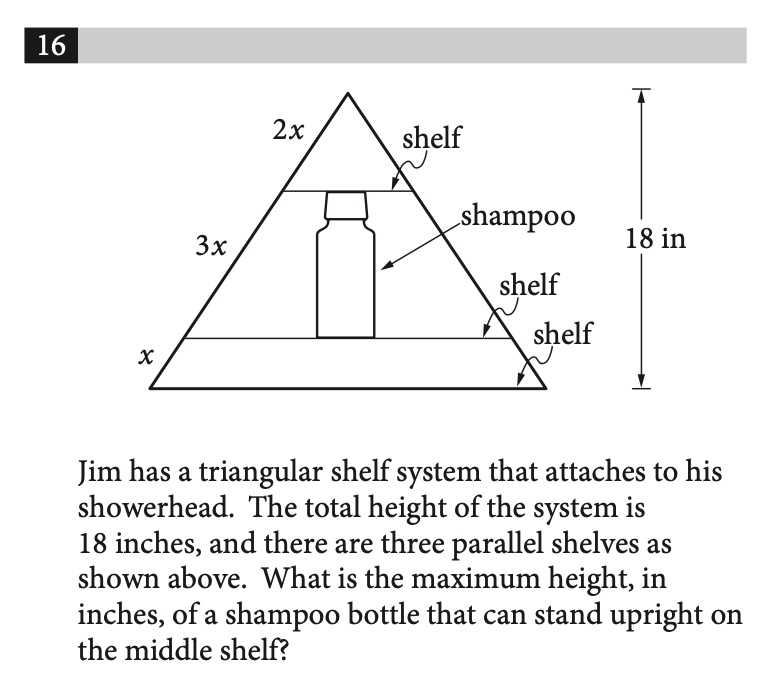 16
2x
shelf
shampoo
3x
18 in
shelf
shelf
x
Jim has a triangular shelf system that attaches to his
showerhead. The total height of the system is
18 inches, and there are three parallel shelves as
shown above. What is the maximum height, in
inches, of a shampoo bottle that can stand upright on
the middle shelf?